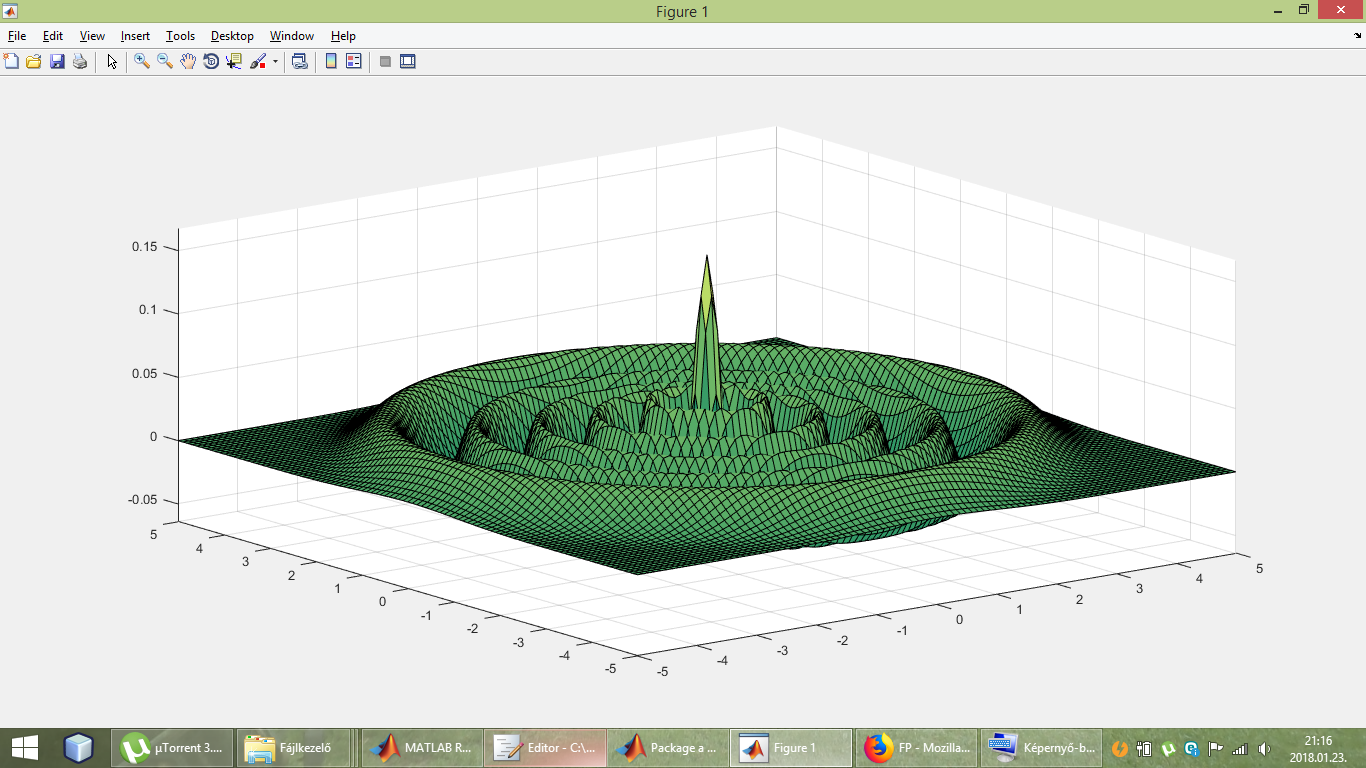 Figure 1
File Edit View Insert Tools Desktop Window Help
0.15
0.1
0.05
0
-0.05
5
4
3
2
1
0
-1
-2
-3
-4
-5
-5
-4
-3
-2
-1
0
1
2
3
4
5
µTorrent 3....
Fájlkezelő
MATLAB R...
Editor - C:\...
Package a ...
Figure 1
FP - Mozilla...
Képernyő-b...
21:16
2018.01.23.